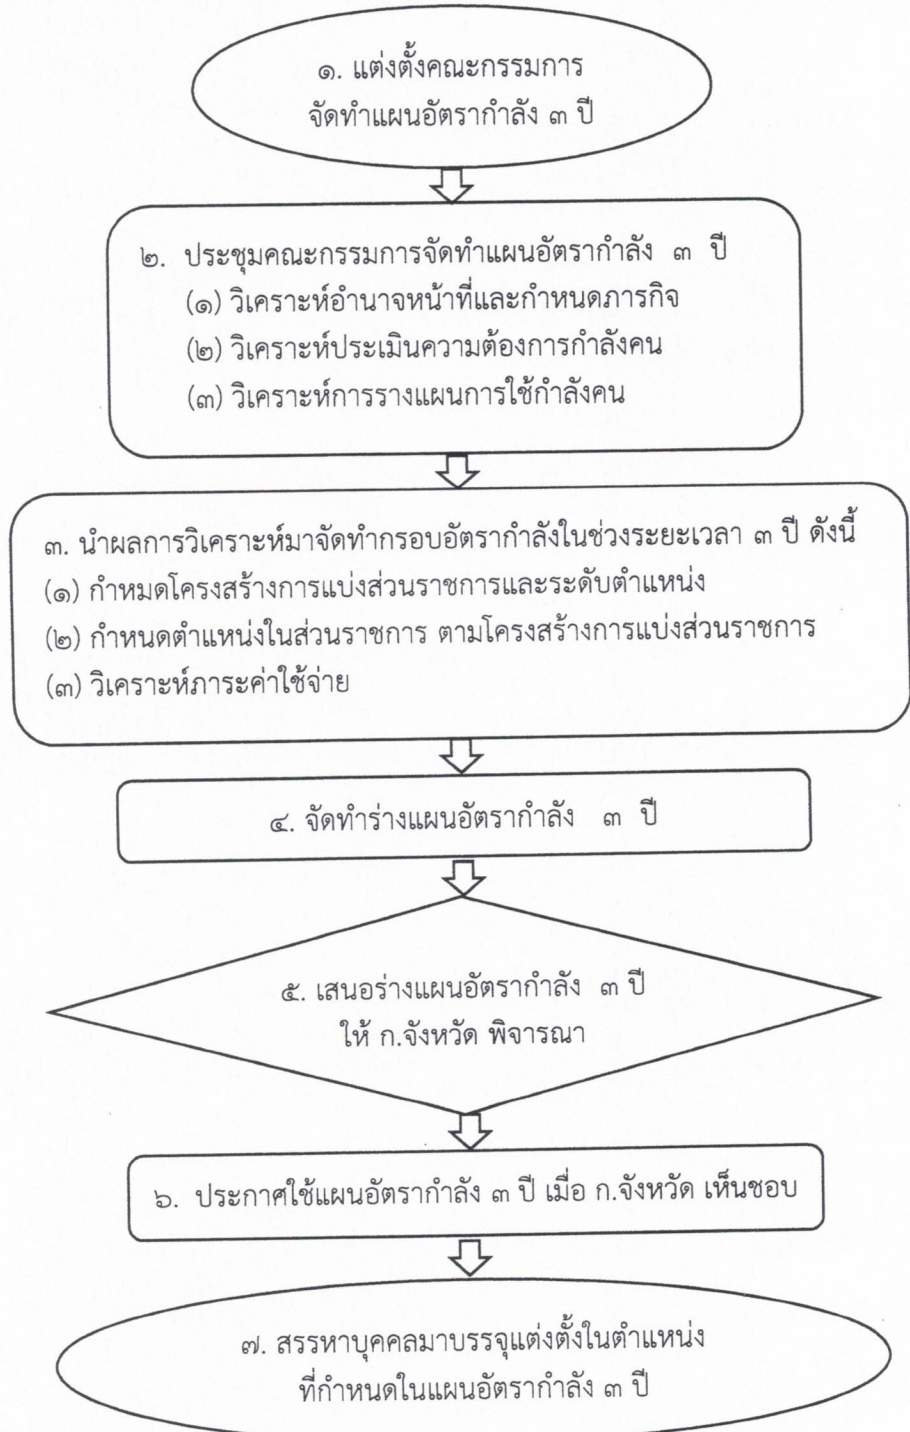 ๑. แต่งตั้งคณะกรรมการ
จัดทำแผนอัตรากำลัง ๓ ปี
๒. ประชุมคณะกรรมการจัดทำแผนอัตรากำลัง ๓ ปี
(๑) วิเคราะห์อำนาจหน้าที่และกำหนดภารกิจ
(๒) วิเคราะห์ประเมินความต้องการกำลังคน
(๓) วิเคราะห์การรางแผนการใช้กำลังคน
๓. นำผลการวิเคราะห์มาจัดทำกรอบอัตรากำลังในช่วงระยะเวลา ๓ ปี ดังนี้
(๑) กำหมดโครงสร้างการแบ่งส่วนราชการและระดับตำแหน่ง
(๒) กำหนดตำแหน่งในส่วนราชการ ตามโครงสร้างการแบ่งส่วนราชการ
(๓) วิเคราะห์ภาระค่าใช้จ่าย
๔. จัดทำร่างแผนอัตรากำลัง ๓ ปี
๕. เสนอร่างแผนอัตรากำลัง ๓ ปี
ให้ ก.จังหวัด พิจารณา
๖. ประกาศใช้แผนอัตรากำลัง ๓ ปี เมื่อ ก.จังหวัด เห็นชอบ
๗. สรรหาบุคคลมาบรรจุแต่งตั้งในตำแหน่ง
ที่กำหนดในแผนอัตรากำลัง ๓ ปี